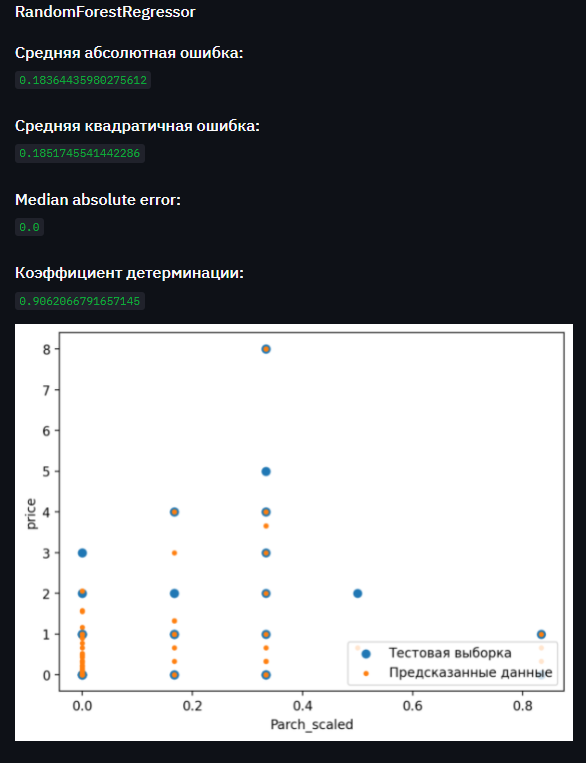 RandomForestRegressor
Средняя абсолютная ошибка:
0.18364435980275612
Средняя квадратичная ошибка:
0.1851745541442286
Median absolute error:
0.0
Коэффициент детерминации:
0.9062066791657145
8
7
6
5
4
3
2
1
0
price
Тестовая выборка
Предсказанные данные
0.0 0.2 0.4 0.6 0.8
Parch_scaled